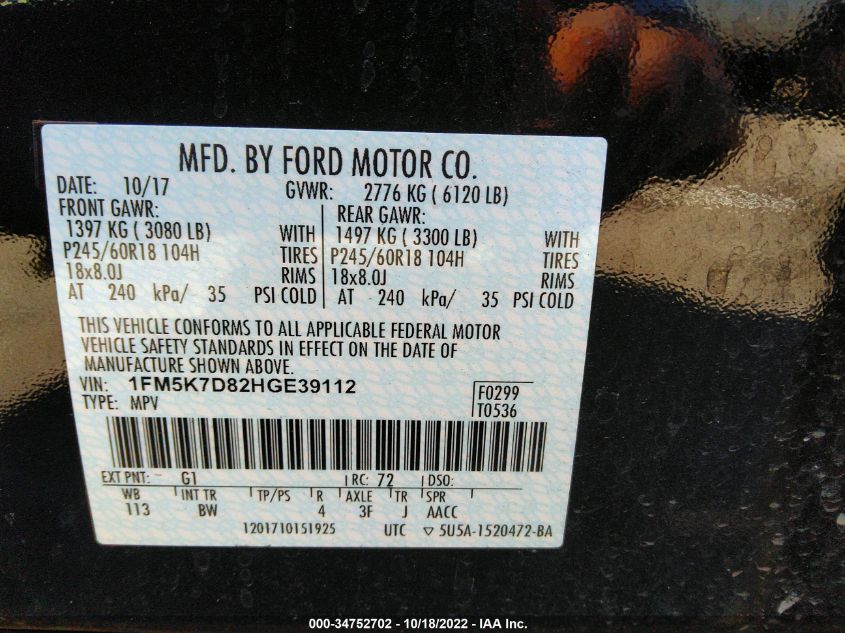 MFD. BY FORD MOTOR CO.
DATE: 10/17 GVWR: 2776 KG ( 6120 LB)
FRONT GAWR: REAR GAWR:
1397 KG ( 3080 LB) WITH 1497 KG ( 3300 LB) WITH
P245/60R18 104H TIRES P245/60R18 104H TIRES
18x8.0J RIMS 18x8.0J RIMS
AT 240 kPa/ 35 PSI COLD AT 240 kPa/ 35 PSI COLD
THIS VEHICLE CONFORMS TO ALL APPLICABLE FEDERAL MOTOR
VEHICLE SAFETY STANDARDS IN EFFECT ON THE DATE OF
MANUFACTURE SHOWN ABOVE.
VIN: 1FM5K7D82HGE39112 F0299
TYPE: MPV T0536
EXT PNT: G1 RC: 72 DSO:
WB INT TR TP/PS R AXLE TR SPR
113 BW 4 3F J AACC
1201710151925 UTC ▽ 5U5A-1520472-BA
000-34752702 - 10/18/2022 - IAA Inc.